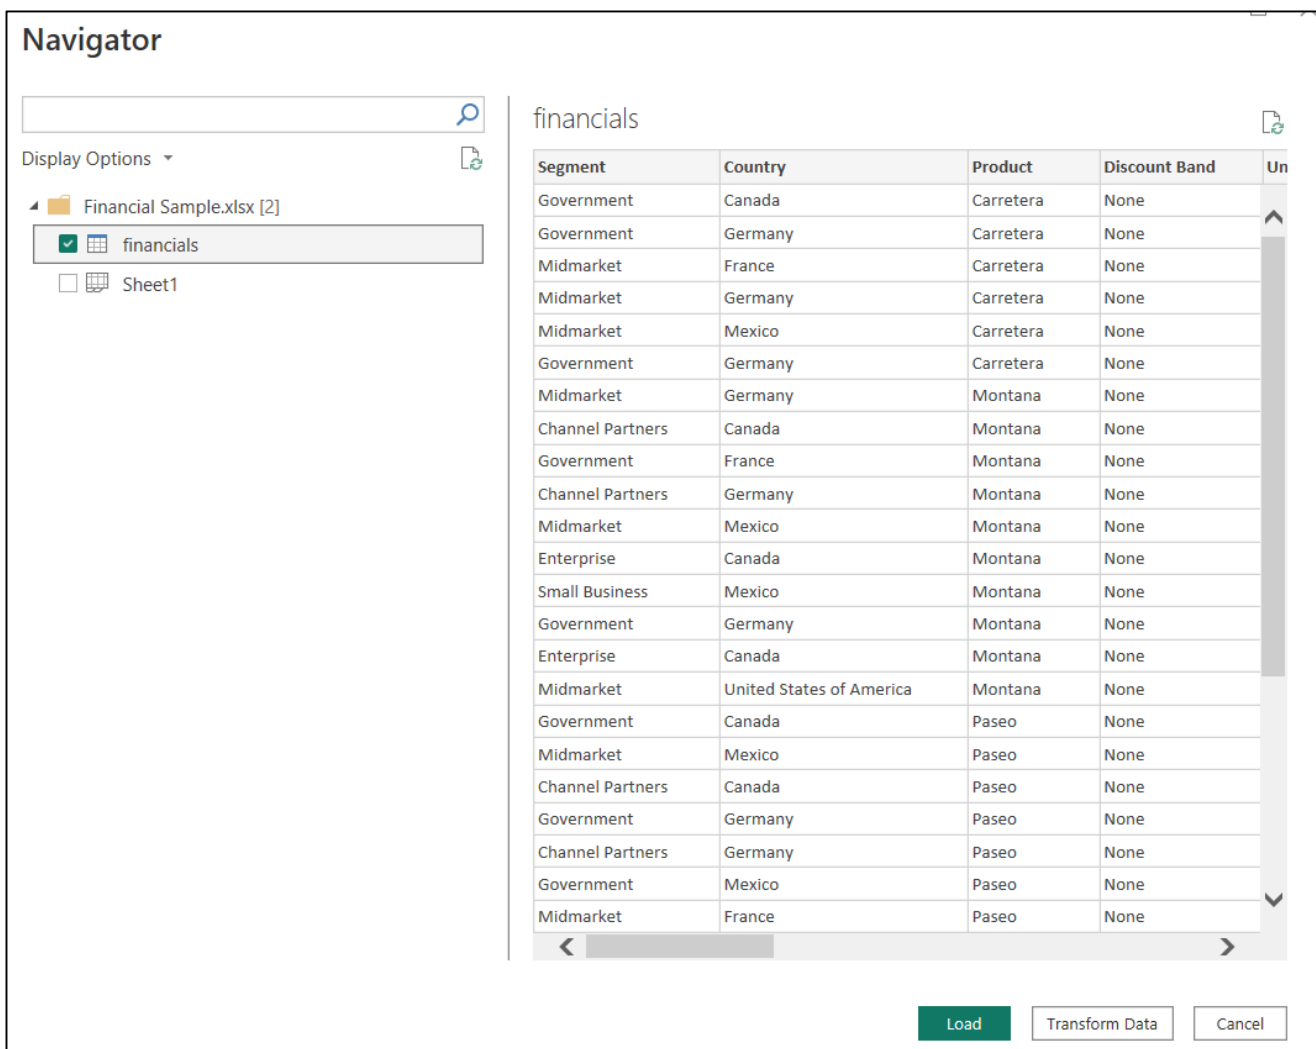 Navigator
Display Options
Financial Sample.xlsx [2]
financials
Sheet1
financials
Segment Country Product Discount Band Un
Government Canada Carretera None
Government Germany Carretera None
Midmarket France Carretera None
Midmarket Germany Carretera None
Midmarket Mexico Carretera None
Government Germany Carretera None
Midmarket Germany Montana None
Channel Partners Canada Montana None
Government France Montana None
Channel Partners Germany Montana None
Midmarket Mexico Montana None
Enterprise Canada Montana None
Small Business Mexico Montana None
Government Germany Montana None
Enterprise Canada Montana None
Midmarket United States of America Montana None
Government Canada Paseo None
Midmarket Mexico Paseo None
Channel Partners Canada Paseo None
Government Germany Paseo None
Channel Partners Germany Paseo None
Government Mexico Paseo None
Midmarket France Paseo None
Load Transform Data Cancel